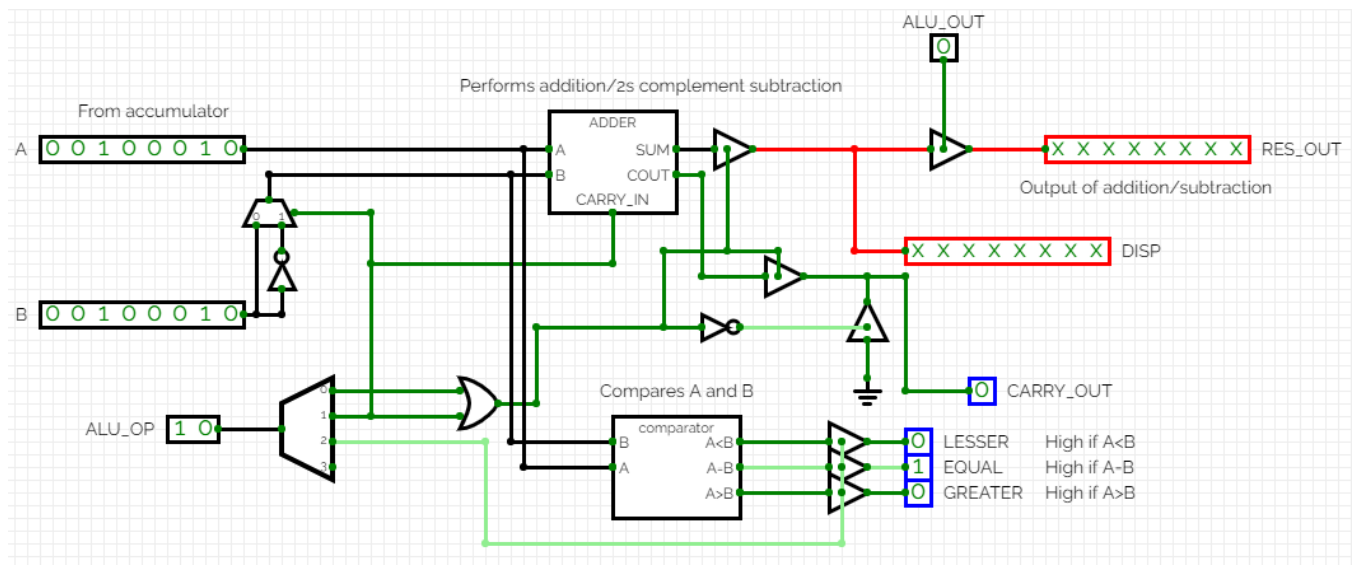 ALU_OUT
0
Performs addition/2s complement subtraction
From accumulator
ADDER
A 0 0 1 0 0 0 1 0
A SUM
X X X X X X X X RES_OUT
B COUT
Output of addition/subtraction
CARRY_IN
0 1
X X X X X X X X DISP
B 0 0 1 0 0 0 1 0
Compares A and B
0
0 CARRY_OUT
1
ALU_OP 1 0
comparator
2
B A<B 0 LESSER High if A<B
3
A A-B 1 EQUAL High if A-B
A>B 0 GREATER High if A>B